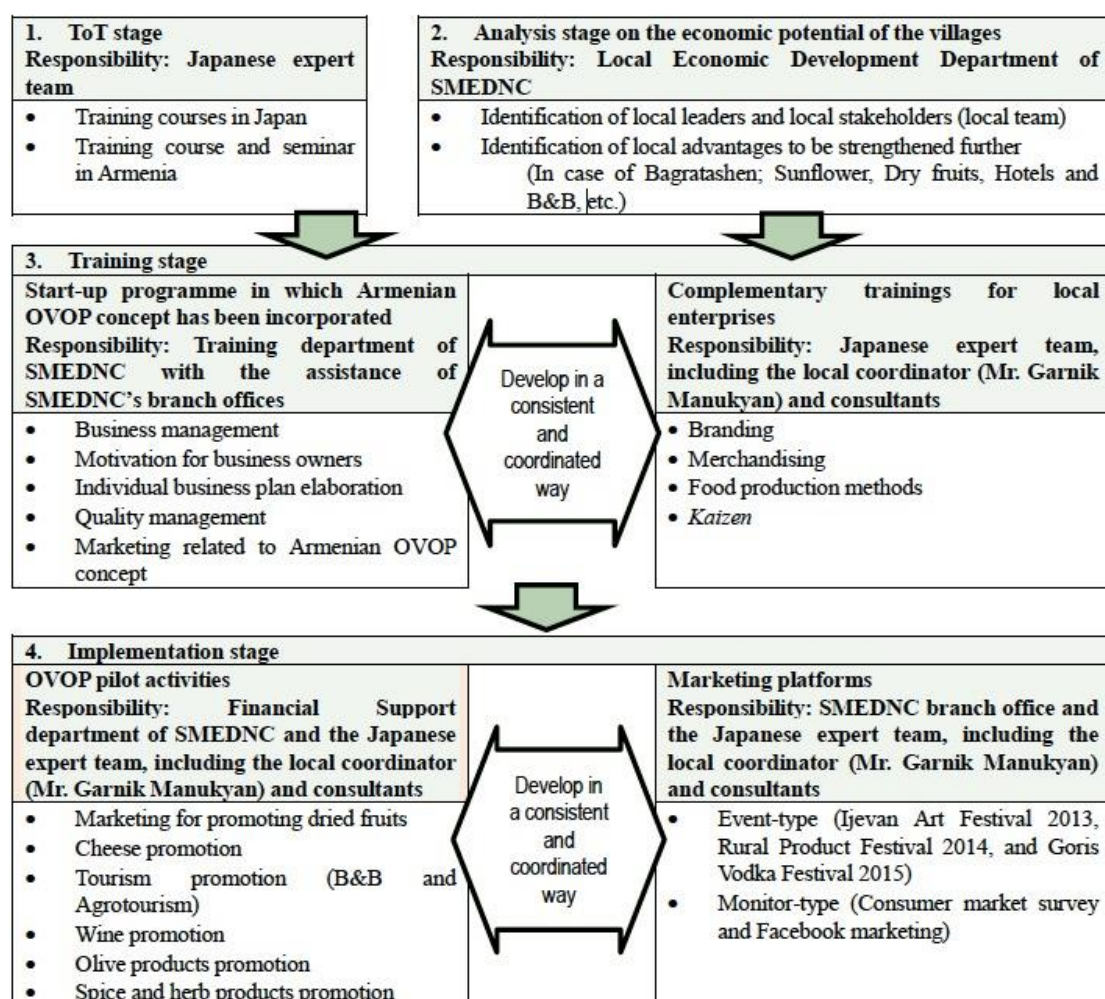 1. ToT stage
Responsibility: Japanese expert
team
• Training courses in Japan
• Training course and seminar
in Armenia
2. Analysis stage on the economic potential of the villages
Responsibility: Local Economic Development Department of
SMEDNC
• Identification of local leaders and local stakeholders (local team)
• Identification of local advantages to be strengthened further
(In case of Bagratashen; Sunflower, Dry fruits, Hotels and
B&B, etc.)
3. Training stage
Start-up programme in which Armenian
OVOP concept has been incorporated
Responsibility: Training department of
SMEDNC with the assistance of
SMEDNC's branch offices
• Business management
• Motivation for business owners
• Individual business plan elaboration
• Quality management
• Marketing related to Armenian OVOP
concept
Develop in a
consistent
and
coordinated
way
Complementary trainings for local
enterprises
Responsibility: Japanese expert team,
including the local coordinator (Mr. Garnik
Manukyan) and consultants
• Branding
• Merchandising
• Food production methods
• Kaizen
4. Implementation stage
OVOP pilot activities
Responsibility: Financial Support
department of SMEDNC and the Japanese
expert team, including the local coordinator
(Mr. Garnik Manukyan) and consultants
• Marketing for promoting dried fruits
• Cheese promotion
• Tourism promotion (B&B and
Agrotourism)
• Wine promotion
• Olive products promotion
• Spice and herb products promotion
Develop in
a consistent
and
coordinated
way
Marketing platforms
Responsibility: SMEDNC branch office and
the Japanese expert team, including the
local coordinator (Mr. Garnik Manukyan)
and consultants
• Event-type (Ijevan Art Festival 2013,
Rural Product Festival 2014, and Goris
Vodka Festival 2015)
• Monitor-type (Consumer market survey
and Facebook marketing)